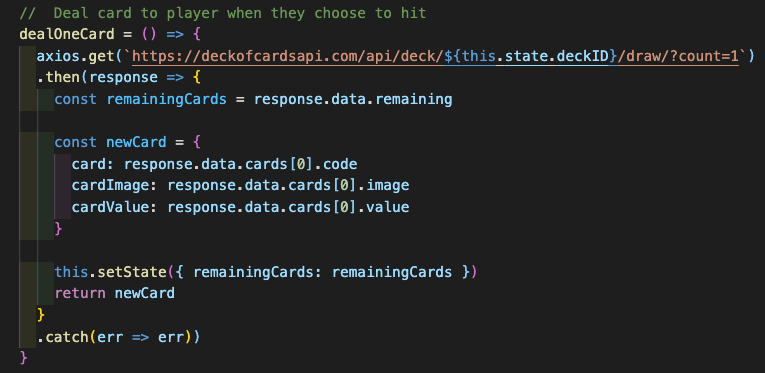 //  Deal card to player when they choose to hit
dealOneCard = () => {
  axios.get(`https://deckofcardsapi.com/api/deck/${this.state.deckID}/draw/?count=1`)
  .then(response => {
    const remainingCards = response.data.remaining

    const newCard = {
      card: response.data.cards[0].code
      cardImage: response.data.cards[0].image
      cardValue: response.data.cards[0].value
    }

    this.setState({ remainingCards: remainingCards })
    return newCard
  }
  .catch(err => err))
}